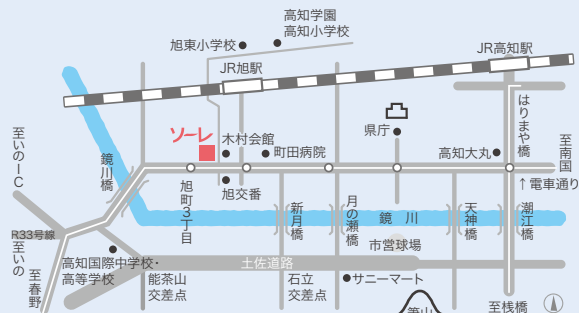 高知学園
高知小学校
旭東小学校
JR高知駅
JR旭駅
はりまや橋
ソーレ
木村会館
町田病院
県庁
高知大丸
至南国
至いのIC
鏡川橋
旭交番
↑電車通り
旭町3丁目
新月橋
月の瀬橋
鏡川
天神橋
潮江橋
R33号線
至いの
市営球場
高知国際中学校・
高等学校
土佐道路
至春野
能茶山
交差点
石立
交差点
サニーマート
筆山
至桟橋